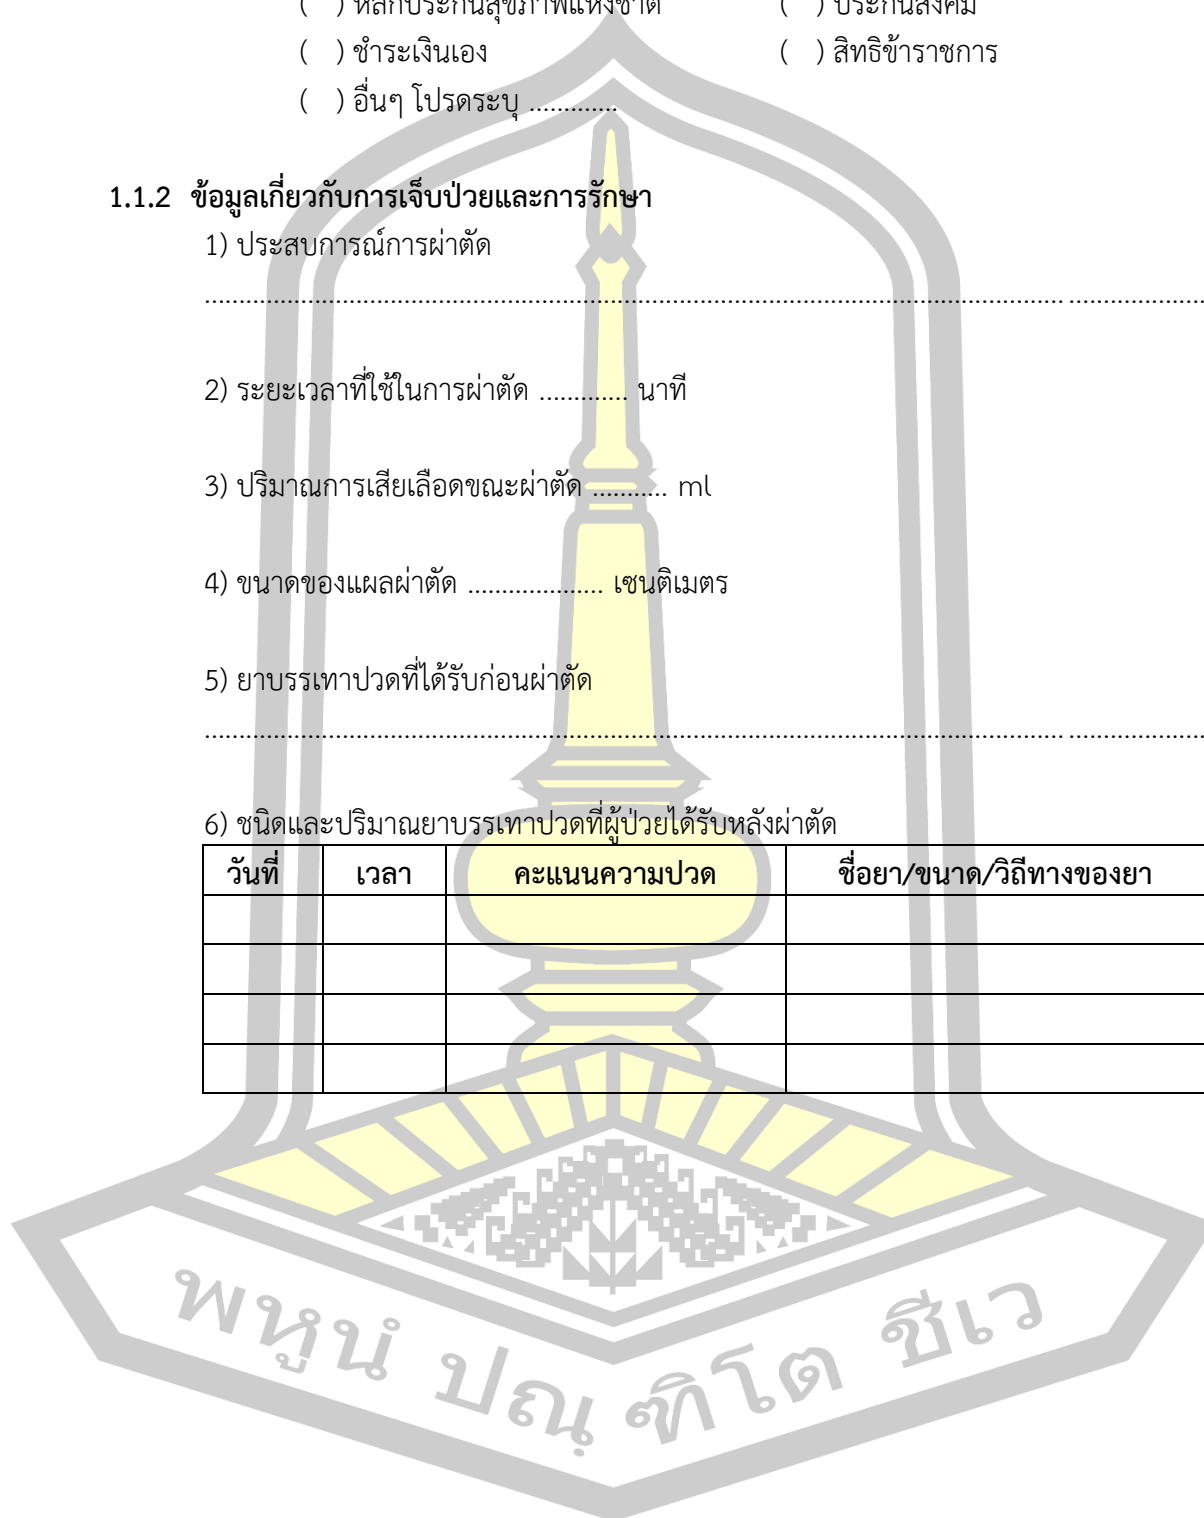 ( ) หลักประกันสุขภาพแห่งชาติ ( ) ประกันสังคม
( ) ชำระเงินเอง ( ) สิทธิข้าราชการ
( ) อื่นๆ โปรดระบุ .............
1.1.2 ข้อมูลเกี่ยวกับการเจ็บป่วยและการรักษา
1) ประสบการณ์การผ่าตัด
............................................................................................................................. ....................
2) ระยะเวลาที่ใช้ในการผ่าตัด ............. นาที
3) ปริมาณการเสียเลือดขณะผ่าตัด ........... ml
4) ขนาดของแผลผ่าตัด .................... เซนติเมตร
5) ยาบรรเทาปวดที่ได้รับก่อนผ่าตัด
............................................................................................................................. ....................
6) ชนิดและปริมาณยาบรรเทาปวดที่ผู้ป่วยได้รับหลังผ่าตัด
วันที่ เวลา คะแนนความปวด ชื่อยา/ขนาด/วิถีทางของยา
พหูนํ ปณฺฑิโต ชีเว